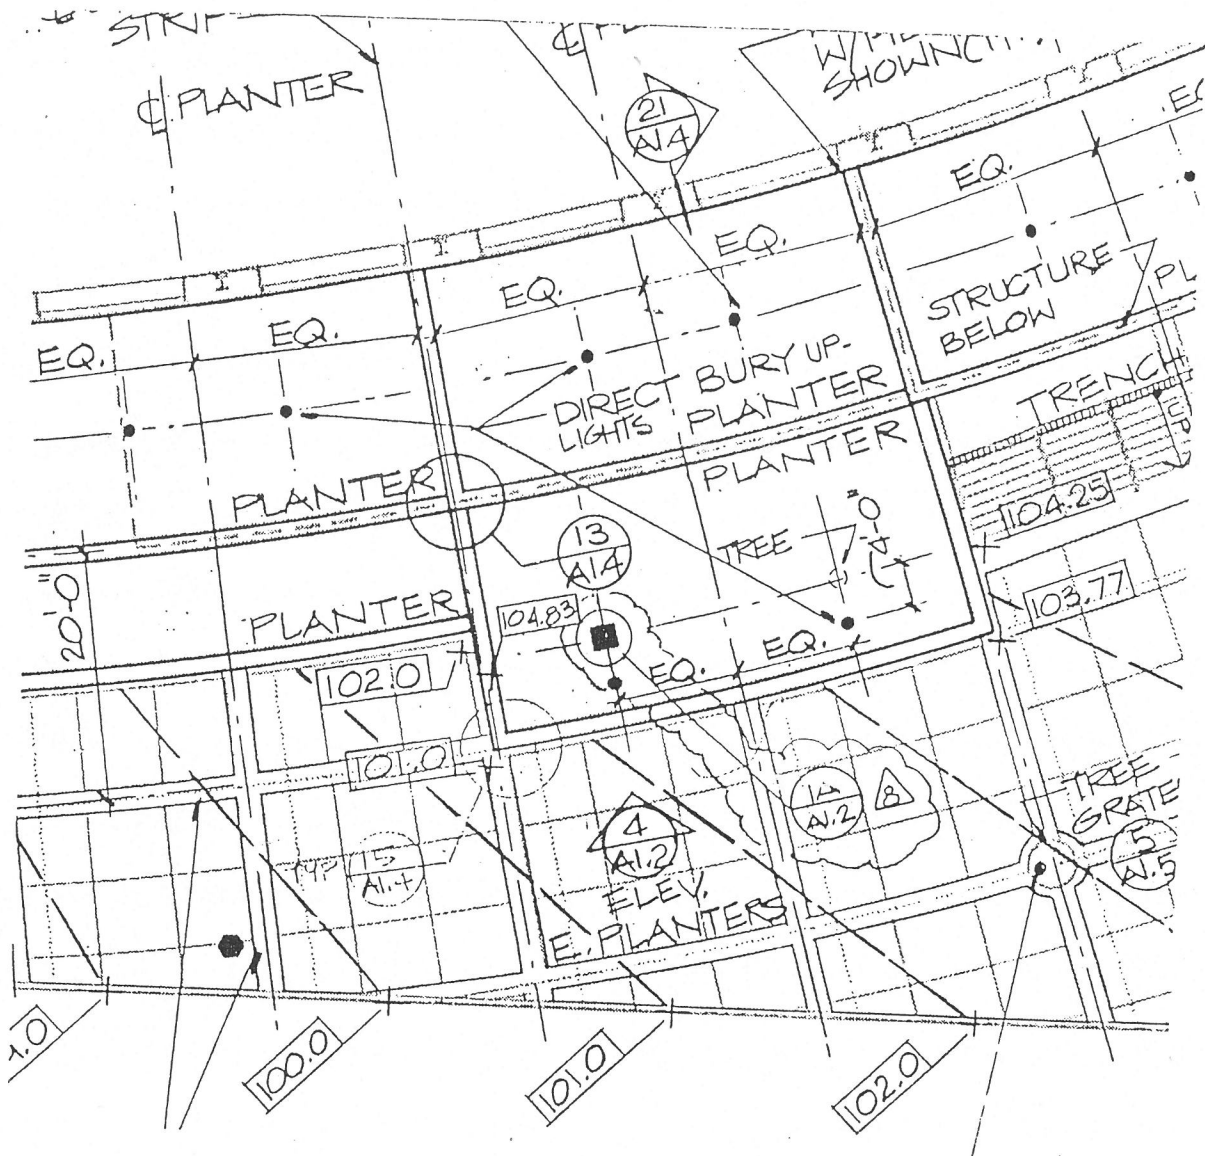 STRIP
℄ PLANTER
℄
SHOWN
21
A1.4
EQ.
EQ.
EQ.
EQ.
EQ.
STRUCTURE
BELOW
DIRECT BURY UP-
LIGHTS
PLANTER
TRENCH
PLANTER
PLANTER
104.25
13
A1.4
TREE
20'-0"
PLANTER
104.83
103.77
102.0
EQ.
EQ.
101.0
TYP
15
A1.4
4
A1.2
ELEV.
E. PLANTERS
1A
A1.2
8
TREE
GRATE
5
A1.5
100.0
101.0
102.0